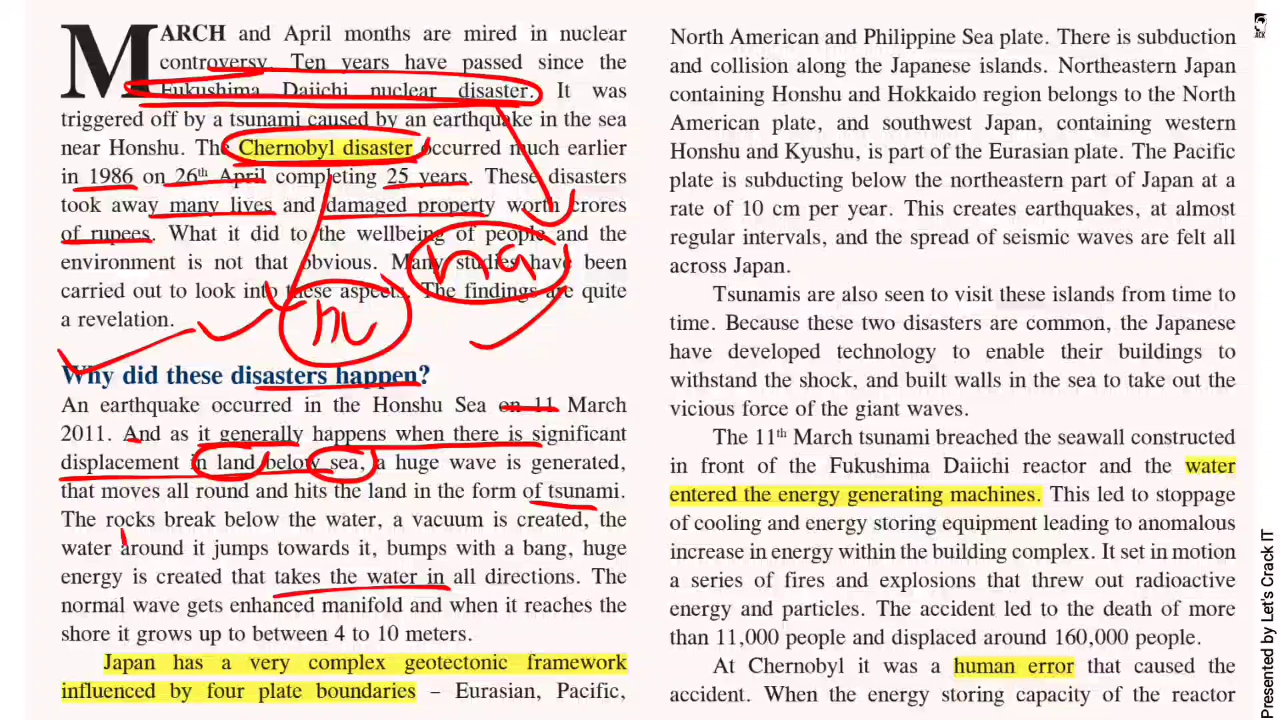 MARCH and April months are mired in nuclear
controversy. Ten years have passed since the
Fukushima Daiichi nuclear disaster. It was
triggered off by a tsunami caused by an earthquake in the sea
near Honshu. The Chernobyl disaster occurred much earlier
in 1986 on 26th April completing 25 years. These disasters
took away many lives and damaged property worth crores
of rupees. What it did to the wellbeing of people and the
environment is not that obvious. Many studies have been
carried out to look into these aspects. The findings are quite
a revelation.
na
hu
Why did these disasters happen?
An earthquake occurred in the Honshu Sea on 11 March
2011. And as it generally happens when there is significant
displacement in land below sea, a huge wave is generated,
that moves all round and hits the land in the form of tsunami.
The rocks break below the water, a vacuum is created, the
water around it jumps towards it, bumps with a bang, huge
energy is created that takes the water in all directions. The
normal wave gets enhanced manifold and when it reaches the
shore it grows up to between 4 to 10 meters.
Japan has a very complex geotectonic framework
influenced by four plate boundaries – Eurasian, Pacific,
North American and Philippine Sea plate. There is subduction
and collision along the Japanese islands. Northeastern Japan
containing Honshu and Hokkaido region belongs to the North
American plate, and southwest Japan, containing western
Honshu and Kyushu, is part of the Eurasian plate. The Pacific
plate is subducting below the northeastern part of Japan at a
rate of 10 cm per year. This creates earthquakes, at almost
regular intervals, and the spread of seismic waves are felt all
across Japan.
Tsunamis are also seen to visit these islands from time to
time. Because these two disasters are common, the Japanese
have developed technology to enable their buildings to
withstand the shock, and built walls in the sea to take out the
vicious force of the giant waves.
The 11th March tsunami breached the seawall constructed
in front of the Fukushima Daiichi reactor and the water
entered the energy generating machines. This led to stoppage
of cooling and energy storing equipment leading to anomalous
increase in energy within the building complex. It set in motion
a series of fires and explosions that threw out radioactive
energy and particles. The accident led to the death of more
than 11,000 people and displaced around 160,000 people.
At Chernobyl it was a human error that caused the
accident. When the energy storing capacity of the reactor
Presented by Let's Crack IT